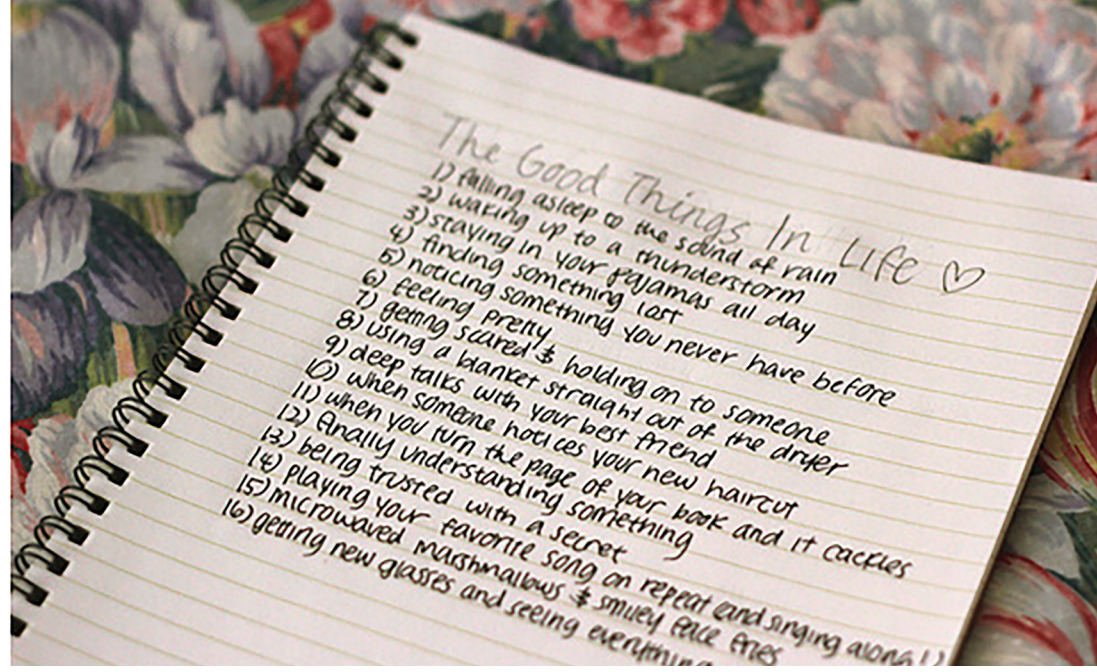 The Good Things In Life ♡
1) falling asleep to the sound of rain
2) waking up to a thunderstorm
3) staying in your pajamas all day
4) finding something lost
5) noticing something you never have before
6) feeling pretty
7) getting scared & holding on to someone
8) using a blanket straight out of the dryer
9) deep talks with your best friend
10) when someone notices your new haircut
11) when you turn the page of your book and it cackles
12) finally understanding something
13) being trusted with a secret
14) playing your favorite song on repeat (and singing along!)
15) microwaved marshmallows & smiley face fries
16) getting new glasses and seeing everything